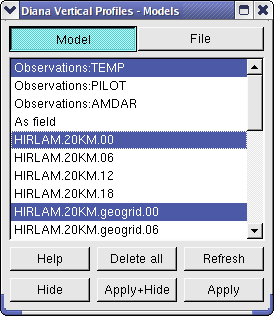 Diana Vertical Profiles - Models
Model File
Observations:TEMP
Observations:PILOT
Observations:AMDAR
As field
HIRLAM.20KM.00
HIRLAM.20KM.06
HIRLAM.20KM.12
HIRLAM.20KM.18
HIRLAM.20KM.geogrid.00
HIRLAM.20KM.geogrid.06
Help Delete all Refresh
Hide Apply+Hide Apply